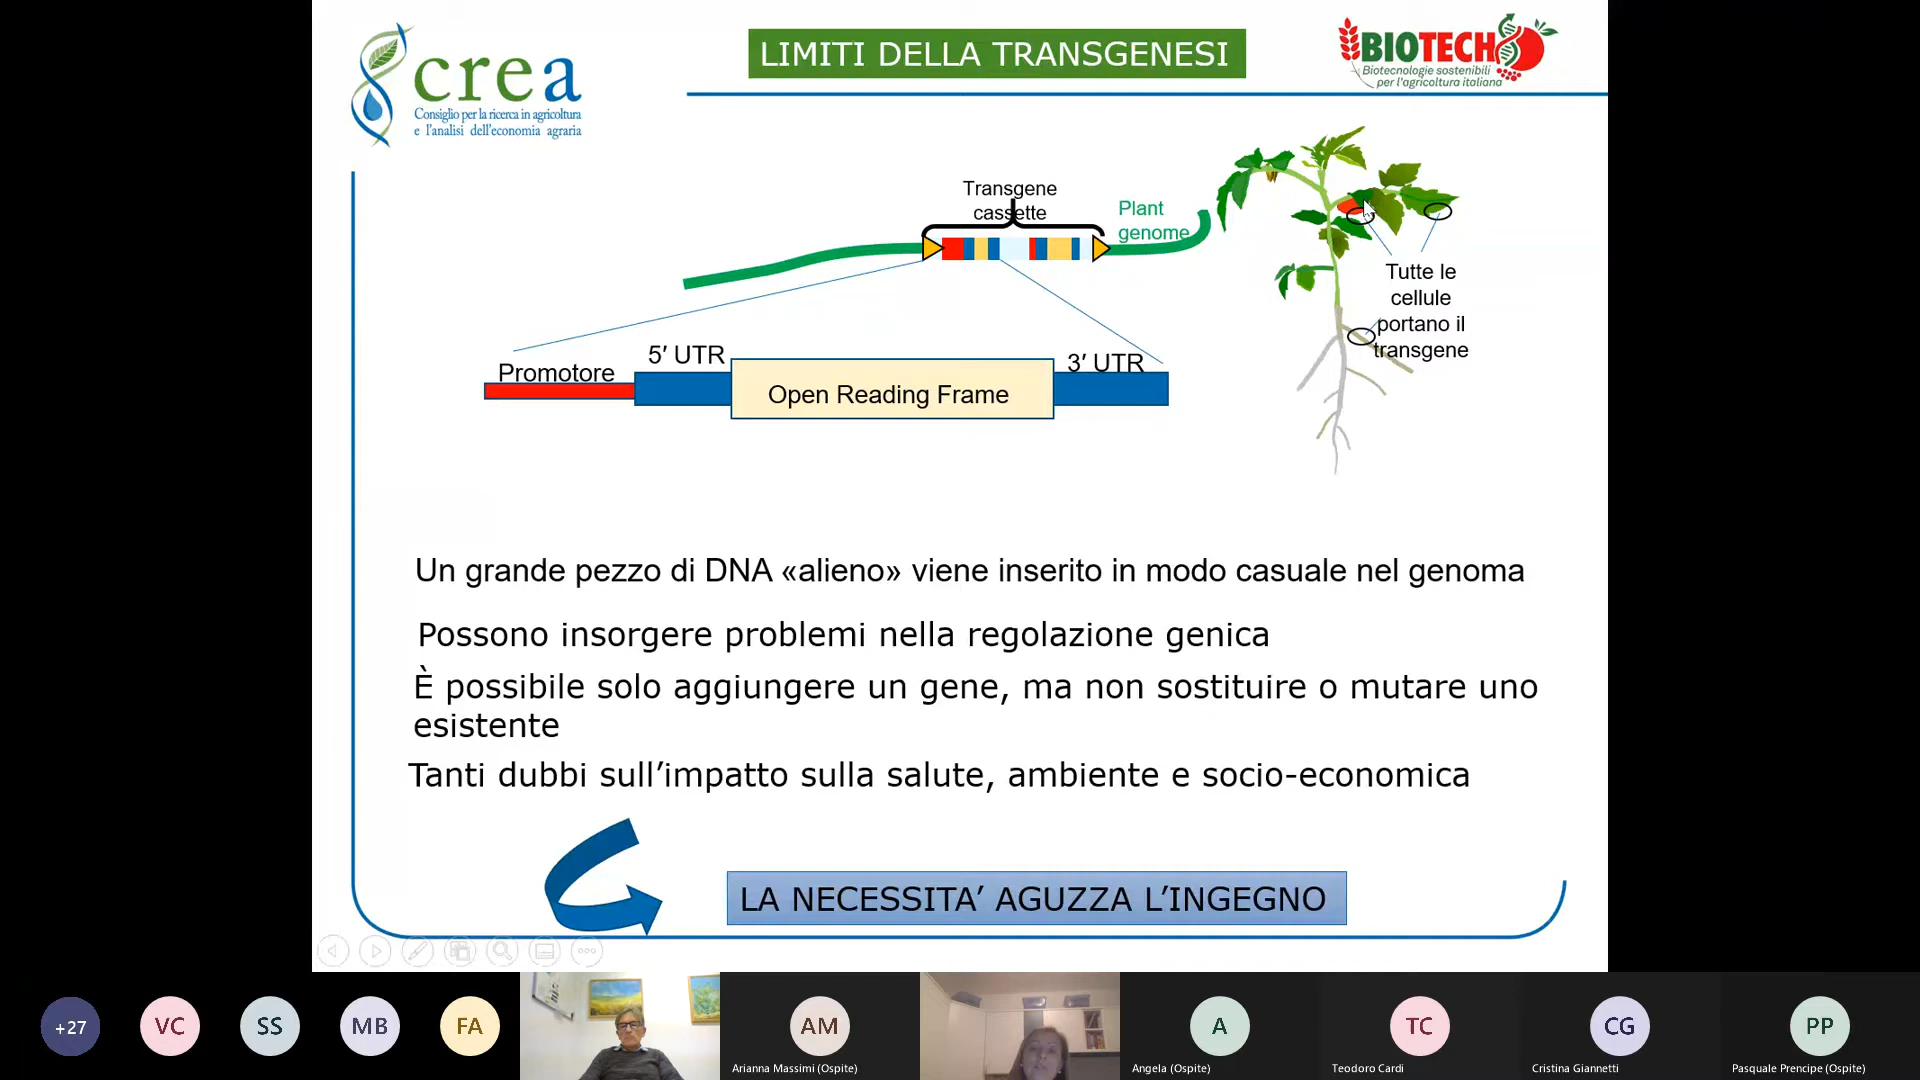 crea
Consiglio per la ricerca in agricoltura
e l'analisi dell'economia agraria
LIMITI DELLA TRANSGENESI
BIOTECH
Biotecnologie sostenibili
per l'agricoltura italiana
Transgene
cassette
Plant
genome
Tutte le
cellule
portano il
transgene
Promotore
5′ UTR
Open Reading Frame
3′ UTR
Un grande pezzo di DNA «alieno» viene inserito in modo casuale nel genoma
Possono insorgere problemi nella regolazione genica
È possibile solo aggiungere un gene, ma non sostituire o mutare uno
esistente
Tanti dubbi sull’impatto sulla salute, ambiente e socio-economica
LA NECESSITA’ AGUZZA L’INGEGNO
+27
VC
SS
MB
FA
AM
Arianna Massimi (Ospite)
A
Angela (Ospite)
TC
Teodoro Cardi
CG
Cristina Giannetti
PP
Pasquale Prencipe (Ospite)